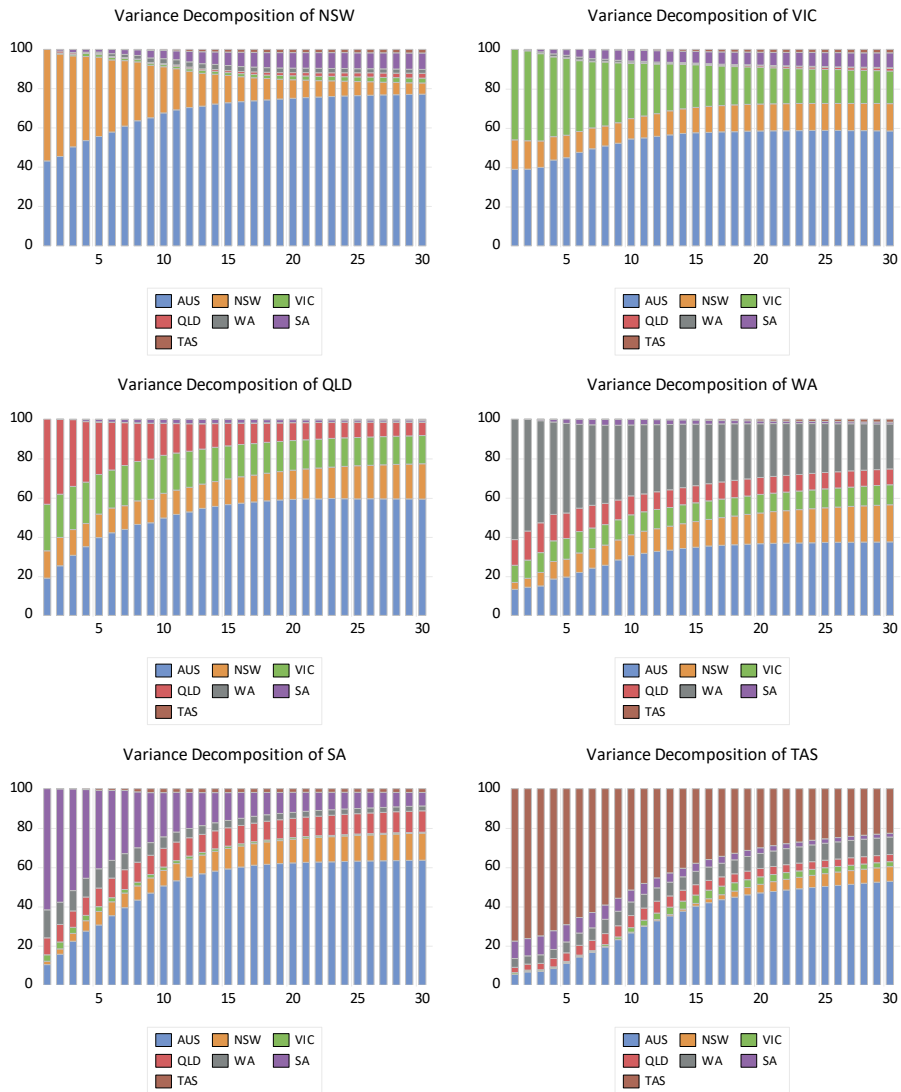 Variance Decomposition of NSW
100
80
60
40
20
0
5 10 15 20 25 30
AUS NSW VIC
QLD WA SA
TAS
Variance Decomposition of VIC
100
80
60
40
20
0
5 10 15 20 25 30
AUS NSW VIC
QLD WA SA
TAS
Variance Decomposition of QLD
100
80
60
40
20
0
5 10 15 20 25 30
AUS NSW VIC
QLD WA SA
TAS
Variance Decomposition of WA
100
80
60
40
20
0
5 10 15 20 25 30
AUS NSW VIC
QLD WA SA
TAS
Variance Decomposition of SA
100
80
60
40
20
0
5 10 15 20 25 30
AUS NSW VIC
QLD WA SA
TAS
Variance Decomposition of TAS
100
80
60
40
20
0
5 10 15 20 25 30
AUS NSW VIC
QLD WA SA
TAS